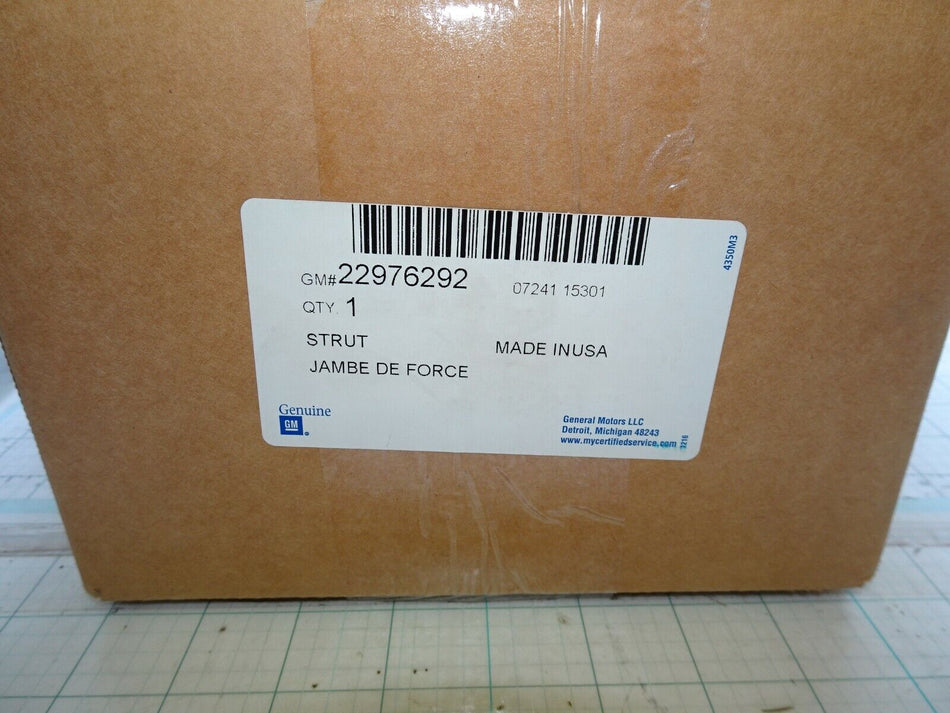 4350M3
GM# 22976292
07241 15301
QTY. 1
STRUT
MADE INUSA
JAMBE DE FORCE
Genuine
GM
General Motors LLC
Detroit, Michigan 48243
www.mycertifiedservice.com